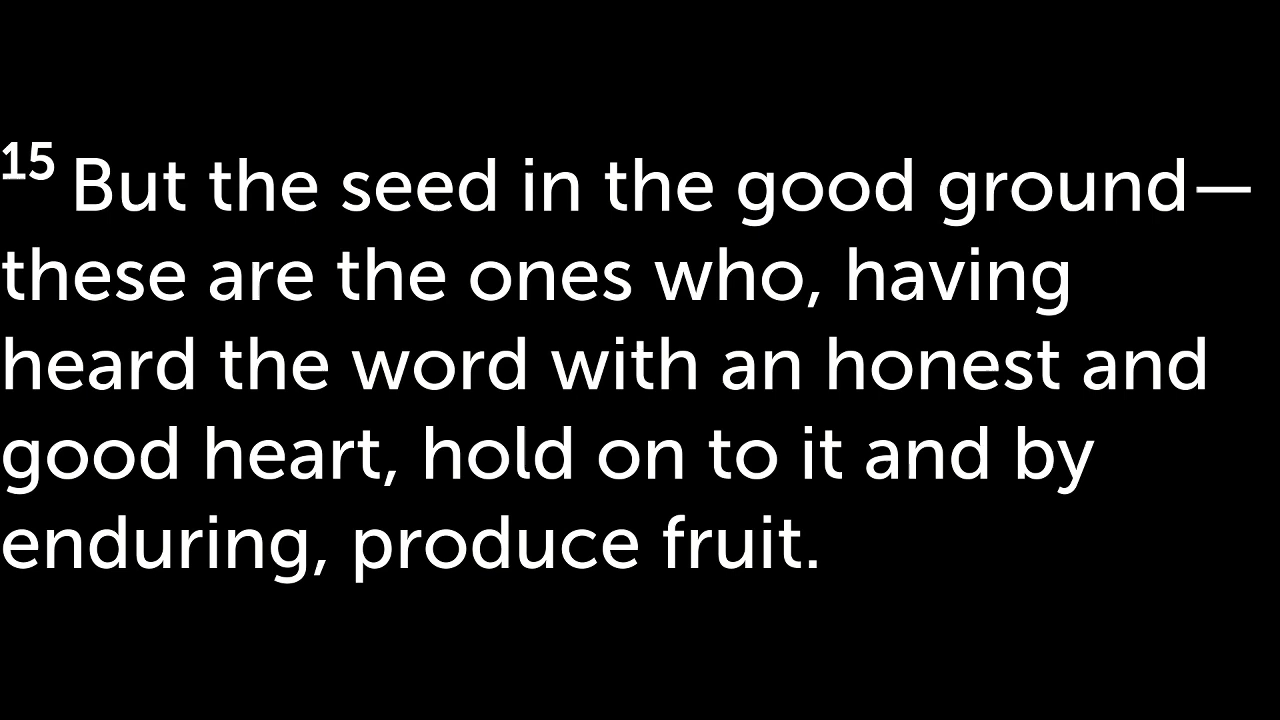 15 But the seed in the good ground—
these are the ones who, having
heard the word with an honest and
good heart, hold on to it and by
enduring, produce fruit.